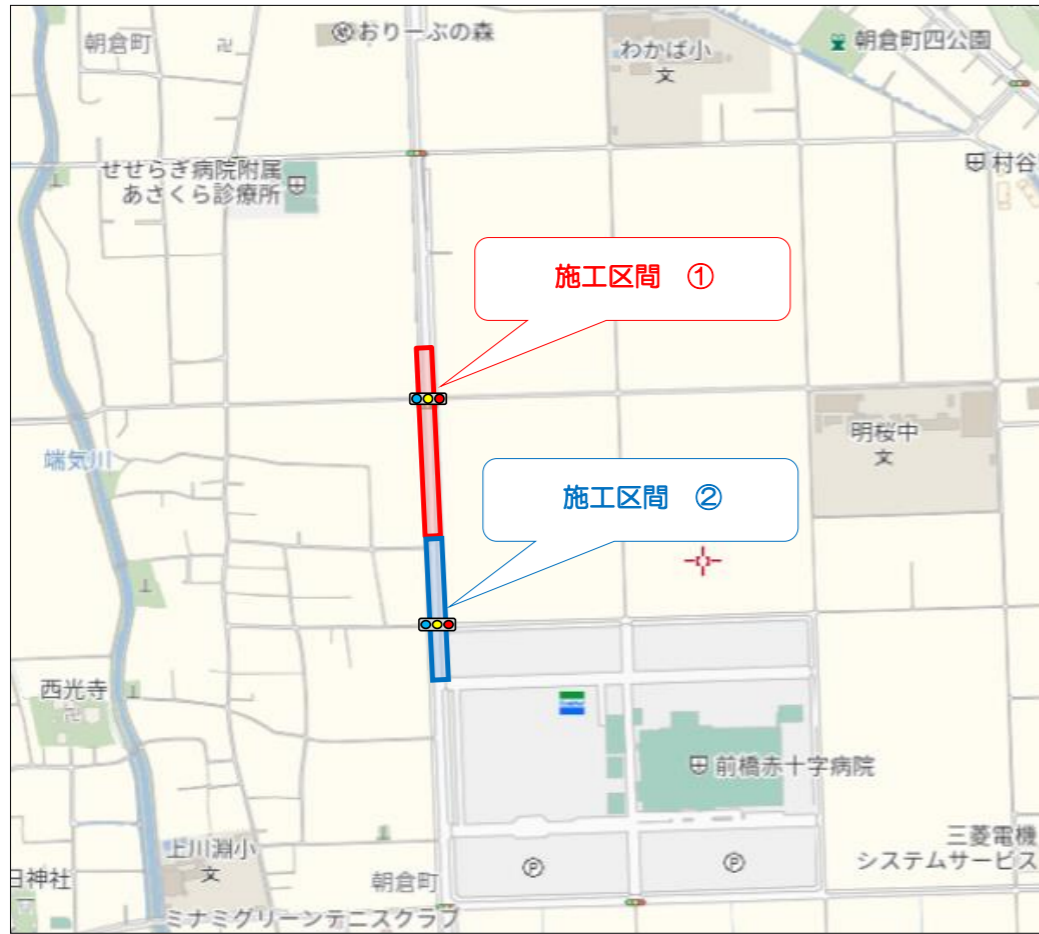 おりーぶの森
朝倉町
わかば小
文
朝倉町四公園
せせらぎ病院附属
あさくら診療所
村谷
施工区間 ①
明桜中
文
端気川
施工区間 ②
西光寺
前橋赤十字病院
三菱電機
システムサービス
上川淵小
文
朝倉町
P
P
日神社
ミナミグリーンテニスクラブ